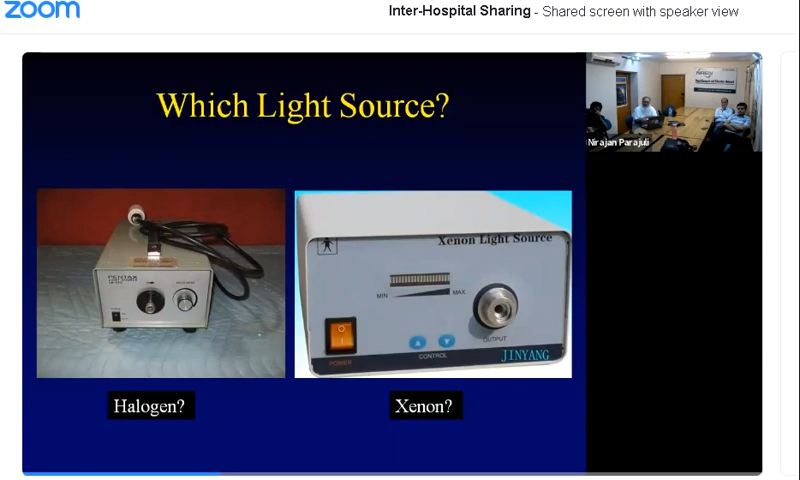 zoom
Inter-Hospital Sharing - Shared screen with speaker view
Which Light Source?
Nirajan Parajuli
PENTAX
Xenon Light Source
MIN
MAX
POWER
CONTROL
OUTPUT
JINYANG
Halogen?
Xenon?